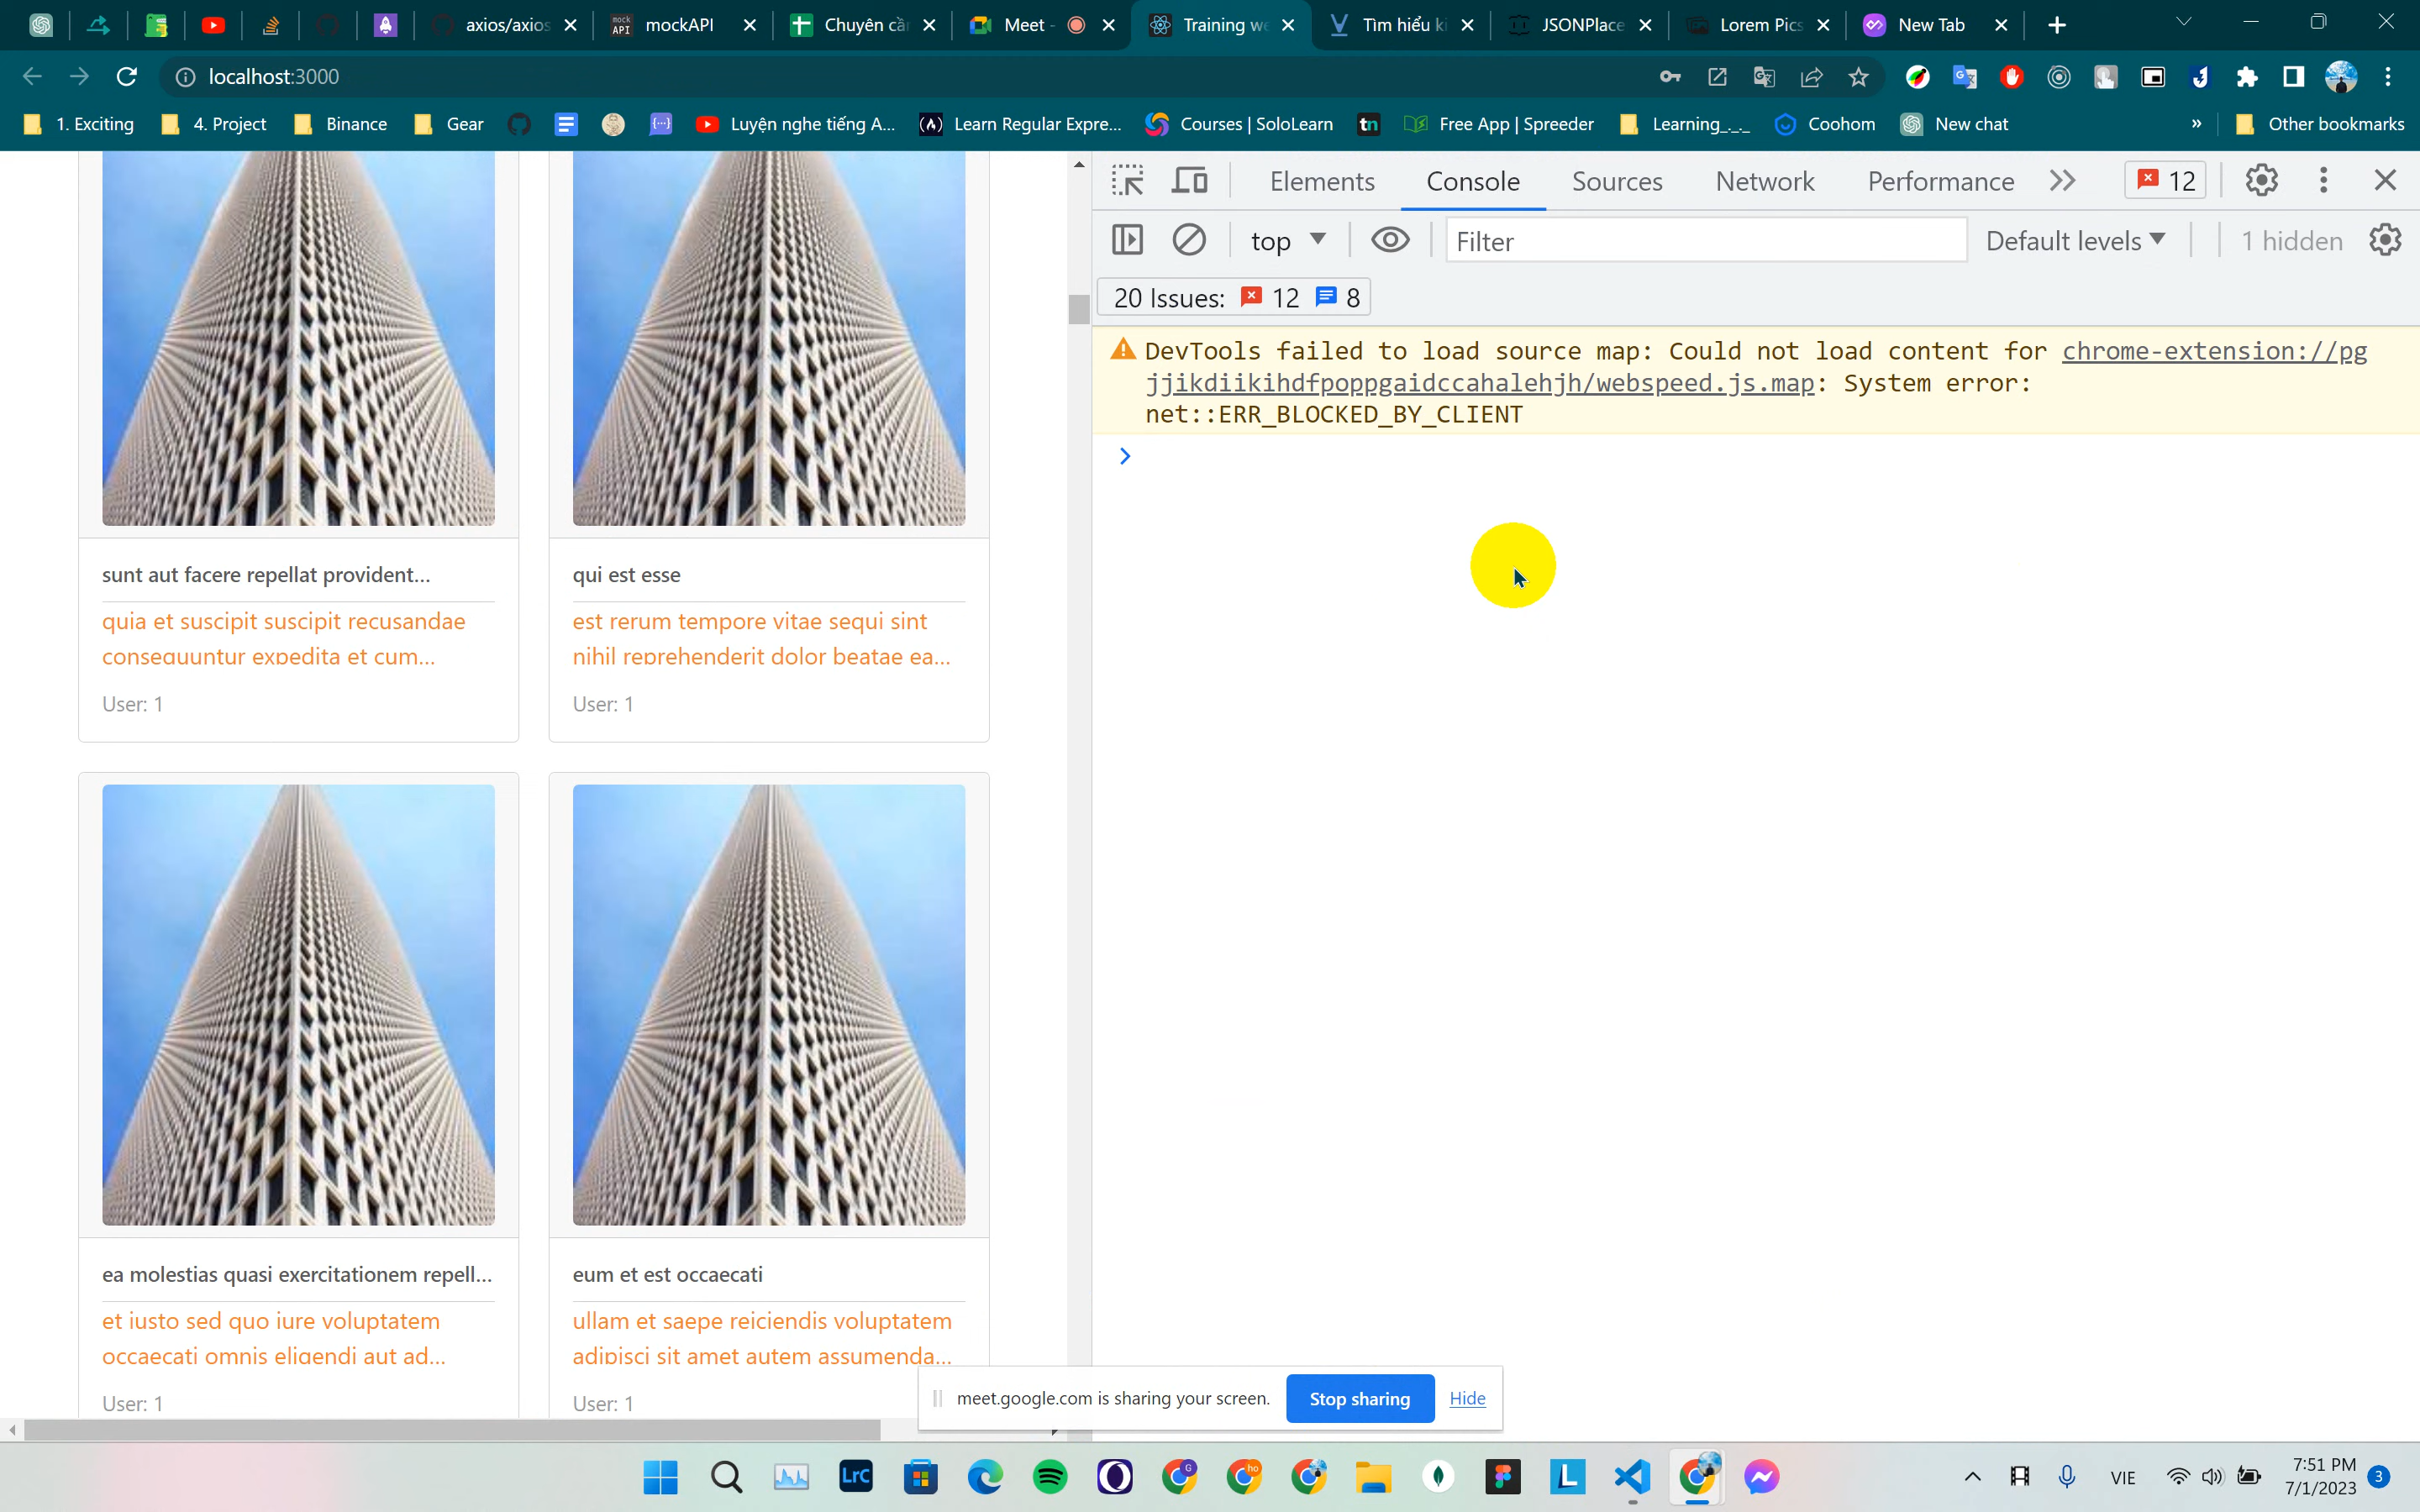 axios/axios
mock API
mockAPI
Chuyên cầ
Meet -
Training we
Tìm hiểu ki
JSONPlace
Lorem Pics
New Tab
localhost:3000
1. Exciting
4. Project
Binance
Gear
Luyện nghe tiếng A...
Learn Regular Expre...
Courses | SoloLearn
tn
Free App | Spreeder
Learning_._._
Coohom
New chat
»
Other bookmarks
Elements
Console
Sources
Network
Performance
12
top
Filter
Default levels
1 hidden
20 Issues:
12
8
DevTools failed to load source map: Could not load content for chrome-extension://pg
jjikdiikihdfpoppgaidccahalehjh/webspeed.js.map: System error:
net::ERR_BLOCKED_BY_CLIENT
sunt aut facere repellat provident...
quia et suscipit suscipit recusandae
consequuntur expedita et cum...
User: 1
qui est esse
est rerum tempore vitae sequi sint
nihil reprehenderit dolor beatae ea...
User: 1
ea molestias quasi exercitationem repell...
et iusto sed quo iure voluptatem
occaecati omnis eligendi aut ad...
User: 1
eum et est occaecati
ullam et saepe reiciendis voluptatem
adipisci sit amet autem assumenda...
User: 1
meet.google.com is sharing your screen.
Stop sharing
Hide
LrC
G
ho
L
VIE
7:51 PM
7/1/2023
3